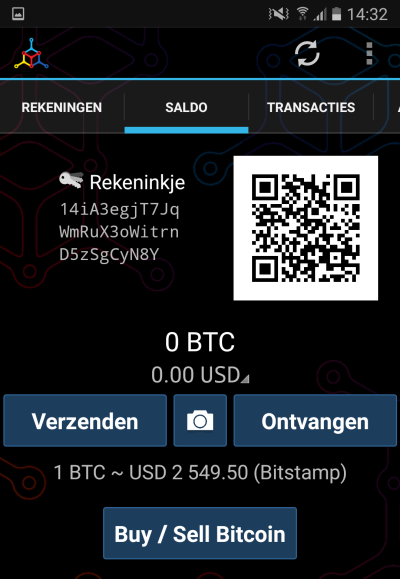 14:32
REKENINGEN SALDO TRANSACTIES
Rekeninkje
14iA3egjT7Jq
WmRuX3oWitrn
D5zSgCyN8Y
0 BTC
0.00 USD
Verzenden Ontvangen
1 BTC ~ USD 2 549.50 (Bitstamp)
Buy / Sell Bitcoin